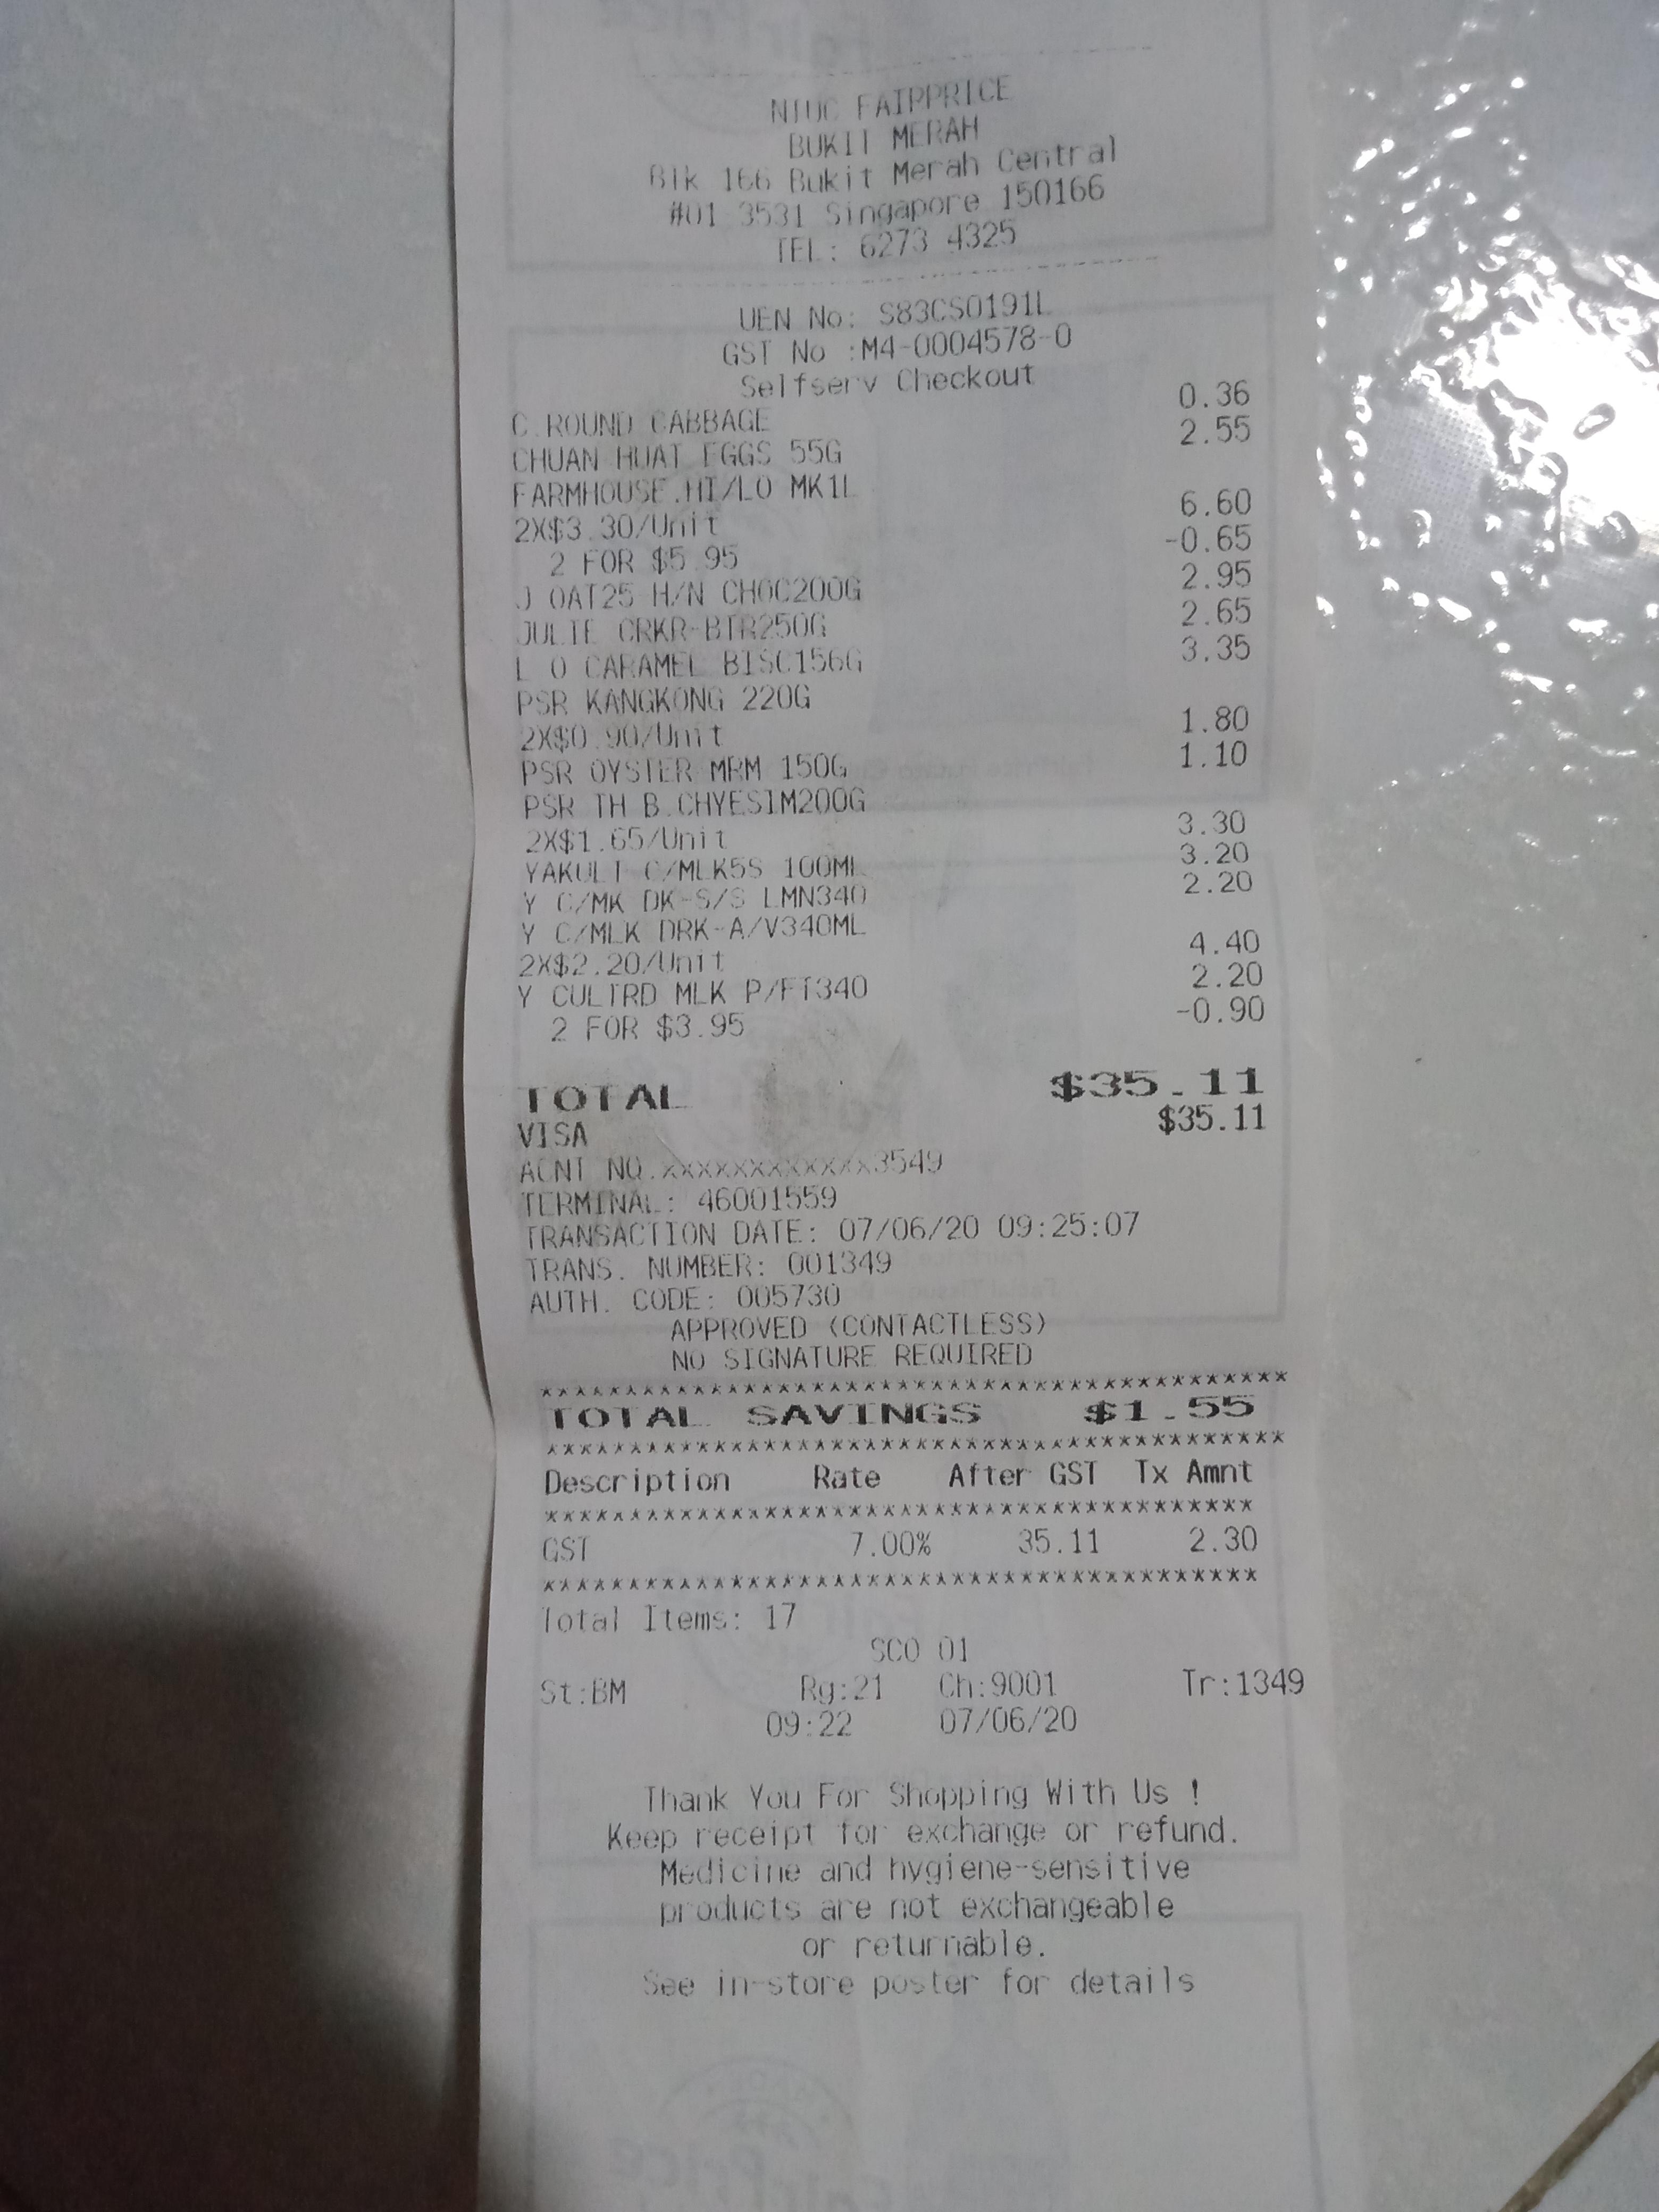 NTUC FAIRPRICE
BUKIT MERAH
Blk 166 Bukit Merah Central
#01-3531 Singapore 150166
TEL: 6273 4325
UEN No: S83CS0191L
GST No :M4-0004578-0
Selfserv Checkout
C.ROUND CABBAGE 0.36
CHUAN HUAT EGGS 55G 2.55
FARMHOUSE.HI/LO MK1L
2X$3.30/Unit 6.60
2 FOR $5.95 -0.65
J OAT25 H/N CHOC200G 2.95
JULIE CRKR-BTR250G 2.65
L O CARAMEL BISC156G 3.35
PSR KANGKONG 220G
2X$0.90/Unit 1.80
PSR OYSTER MRM 150G 1.10
PSR TH B.CHYESIM200G
2X$1.65/Unit 3.30
YAKULT C/MLK5S 100ML 3.20
Y C/MK DK-S/S LMN340 2.20
Y C/MLK DRK-A/V340ML
2X$2.20/Unit 4.40
Y CULTRD MLK P/FT340 2.20
2 FOR $3.95 -0.90
TOTAL $35.11
VISA $35.11
ACNT NO.xxxxxxxxxxxx3549
TERMINAL: 46001559
TRANSACTION DATE: 07/06/20 09:25:07
TRANS. NUMBER: 001349
AUTH. CODE: 005730
APPROVED (CONTACTLESS)
NO SIGNATURE REQUIRED
*******************************************
TOTAL SAVINGS $1.55
*******************************************
Description Rate After GST Tx Amnt
******************************************
GST 7.00% 35.11 2.30
******************************************
Total Items: 17
SCO 01
St:BM Rg:21 Ch:9001 Tr:1349
09:22 07/06/20
Thank You For Shopping With Us !
Keep receipt for exchange or refund.
Medicine and hygiene-sensitive
products are not exchangeable
or returnable.
See in-store poster for details